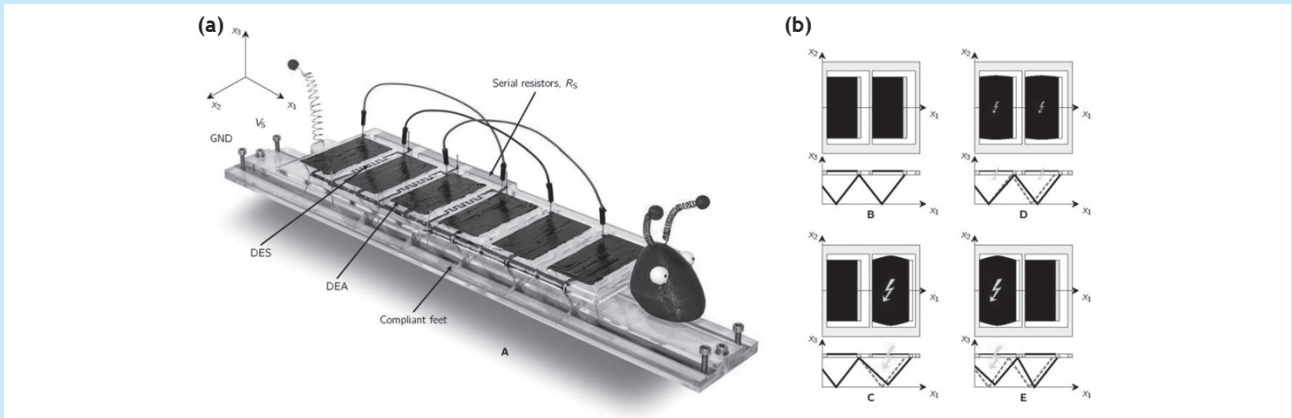 (a)
x3
x2
x1
VS
GND
Serial resistors, RS
DES
DEA
Compliant feet
A
(b)
x2
x1
x3
x1
B
x2
x1
x3
x1
D
x2
x1
x3
x1
C
x2
x1
x3
x1
E